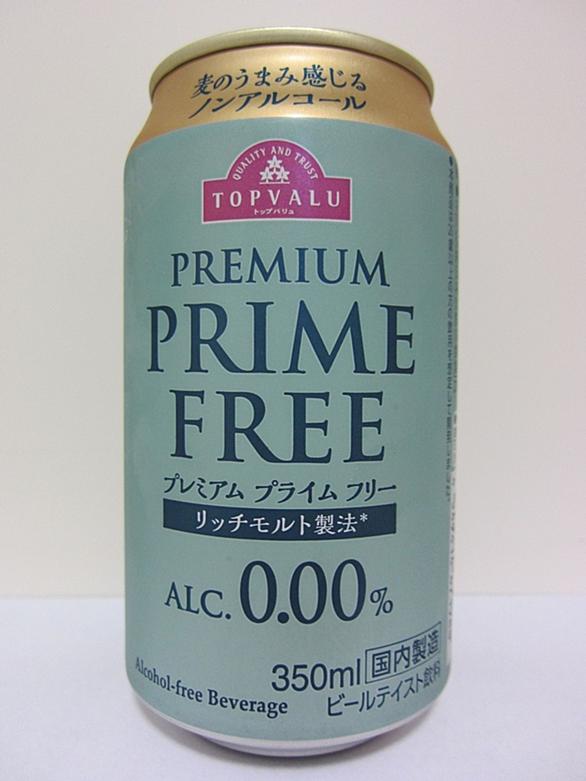 麦のうまみ感じる
ノンアルコール
QUALITY AND TRUST
TOPVALU
トップバリュ
PREMIUM
PRIME
FREE
プレミアム プライム フリー
リッチモルト製法*
ALC. 0.00%
350ml 国内製造
Alcohol-free Beverage
ビールテイスト飲料